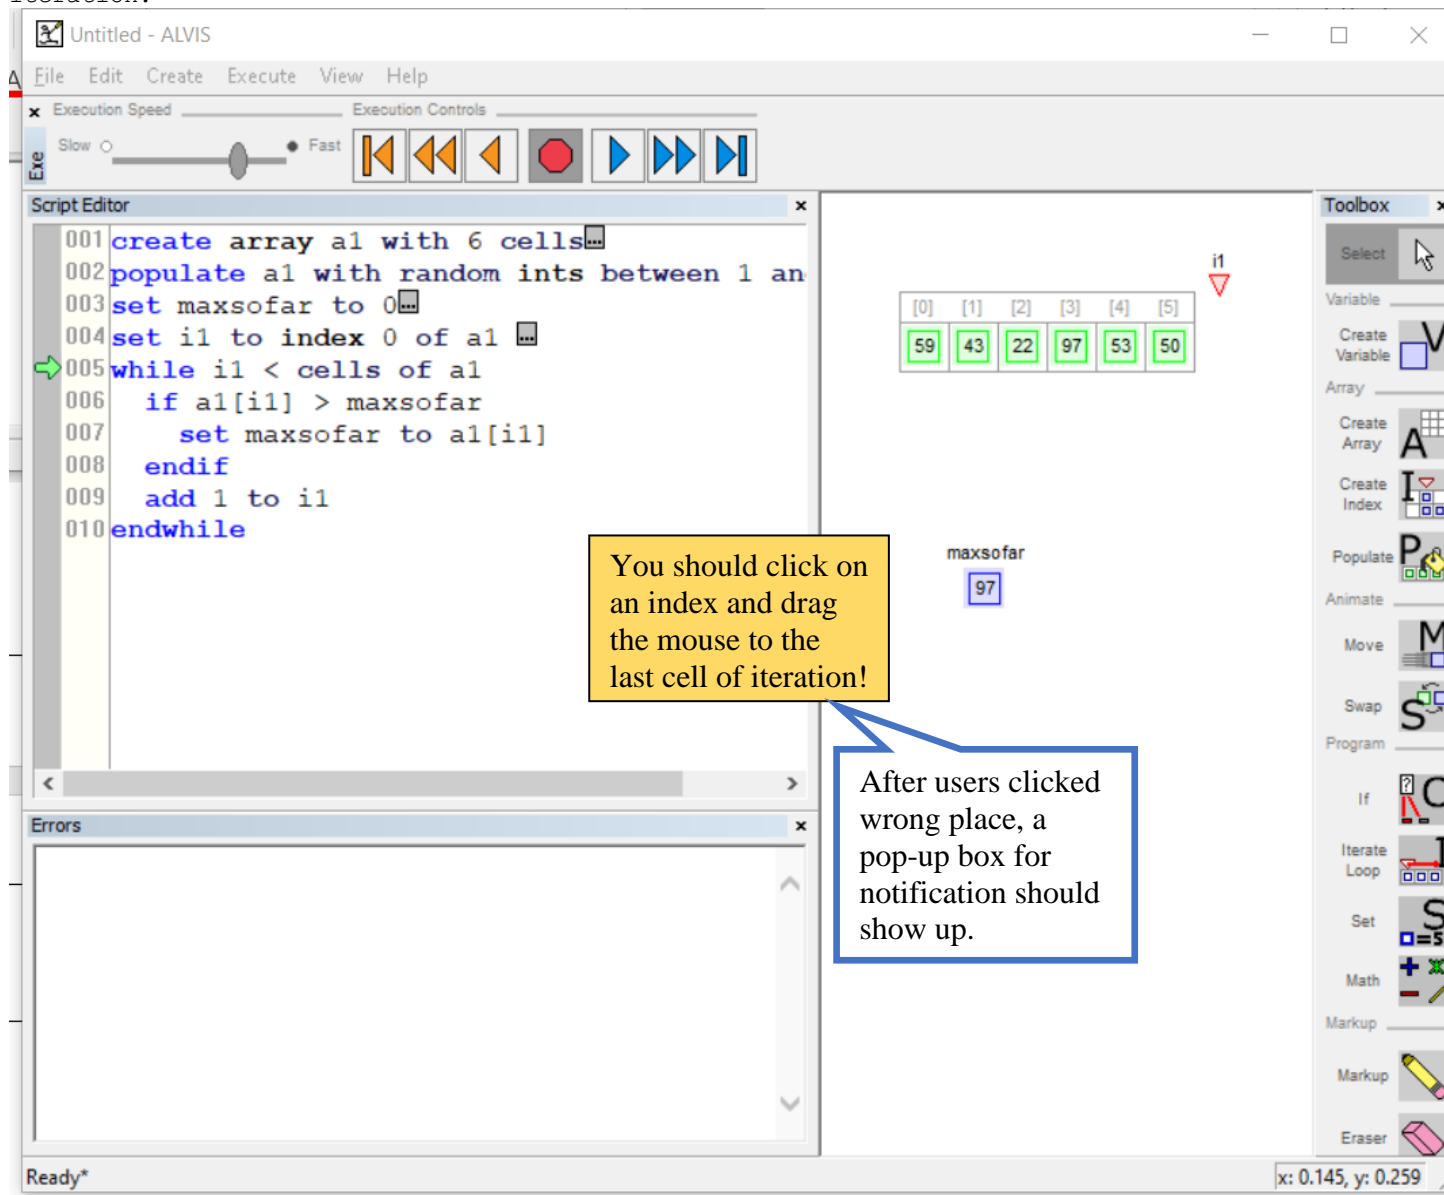 iteration.
Untitled - ALVIS
File Edit Create Execute View Help
Execution Speed Execution Controls
Exe
Slow Fast
Script Editor
001 create array a1 with 6 cells...
002 populate a1 with random ints between 1 an
003 set maxsofar to 0...
004 set i1 to index 0 of a1 ...
005 while i1 < cells of a1
006 if a1[i1] > maxsofar
007 set maxsofar to a1[i1]
008 endif
009 add 1 to i1
010 endwhile
i1
[0] [1] [2] [3] [4] [5]
59 43 22 97 53 50
maxsofar
97
You should click on
an index and drag
the mouse to the
last cell of iteration!
After users clicked
wrong place, a
pop-up box for
notification should
show up.
Errors
Toolbox
Select
Variable
Create
Variable
V
Array
Create
Array
A
Create
Index
I
Populate
P
Animate
Move
M
Swap
S
Program
If
?
Iterate
Loop
I
Set
S
=5
Math
Markup
Markup
Eraser
Ready*
x: 0.145, y: 0.259